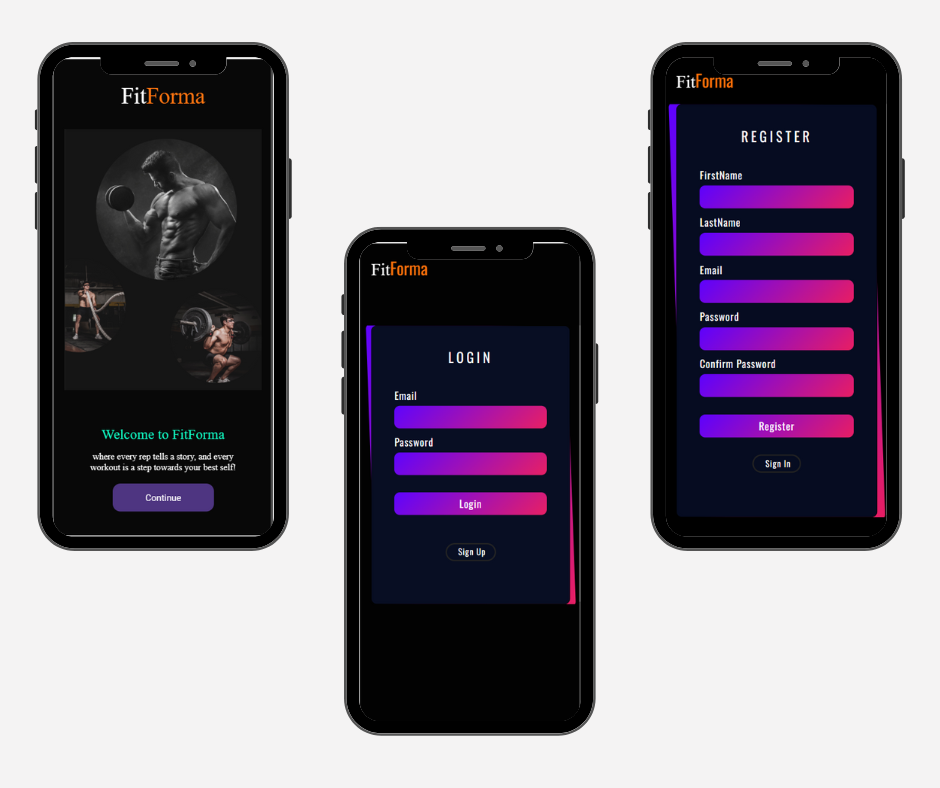 FitForma
Welcome to FitForma
where every rep tells a story, and every
workout is a step towards your best self!
Continue
FitForma
LOGIN
Email
Password
Login
Sign Up
FitForma
REGISTER
FirstName
LastName
Email
Password
Confirm Password
Register
Sign In